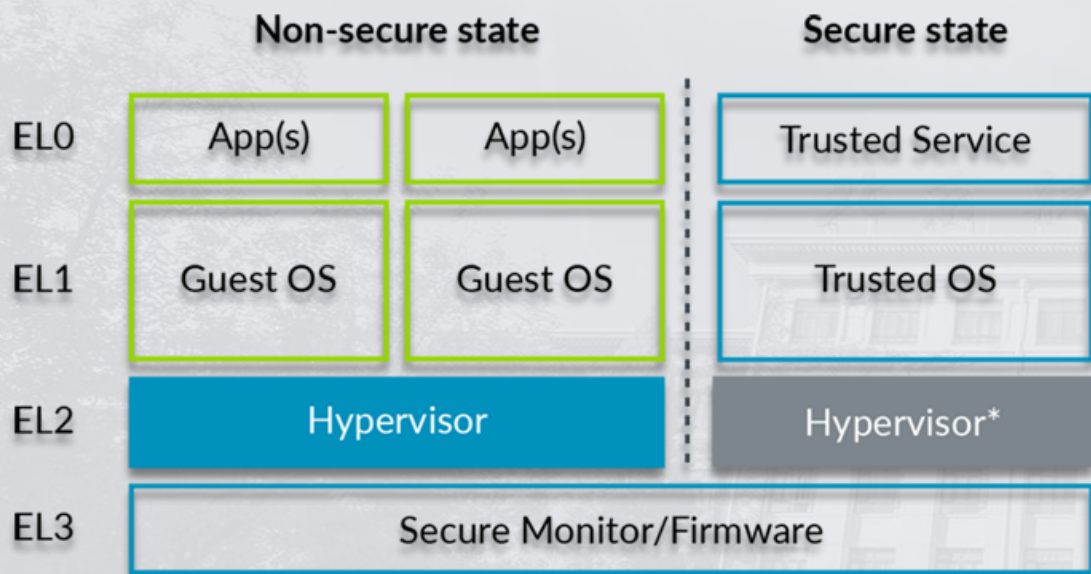 Non-secure state Secure state
EL0 App(s) App(s) Trusted Service
EL1 Guest OS Guest OS Trusted OS
EL2 Hypervisor Hypervisor*
EL3 Secure Monitor/Firmware